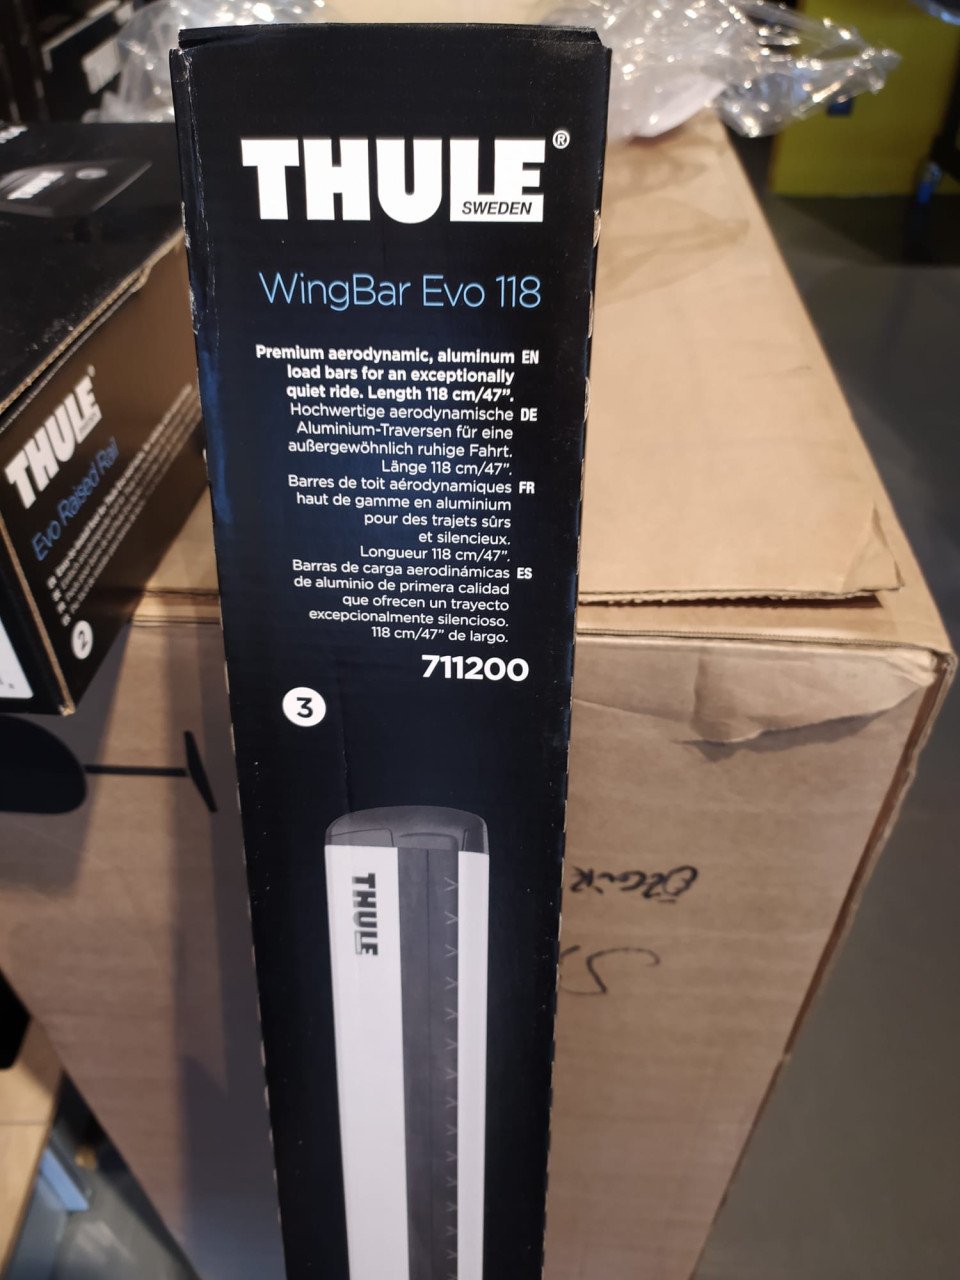 THULE®
SWEDEN
WingBar Evo 118
Premium aerodynamic, aluminum EN
load bars for an exceptionally
quiet ride. Length 118 cm/47”.
Hochwertige aerodynamische DE
Aluminium-Traversen für eine
außergewöhnlich ruhige Fahrt.
Länge 118 cm/47”.
Barres de toit aérodynamiques FR
haut de gamme en aluminium
pour des trajets sûrs
et silencieux.
Longueur 118 cm/47”.
Barras de carga aerodinámicas ES
de aluminio de primera calidad
que ofrecen un trayecto
excepcionalmente silencioso.
118 cm/47” de largo.
711200
3
THULE
THULE
Evo Raised Rail
2